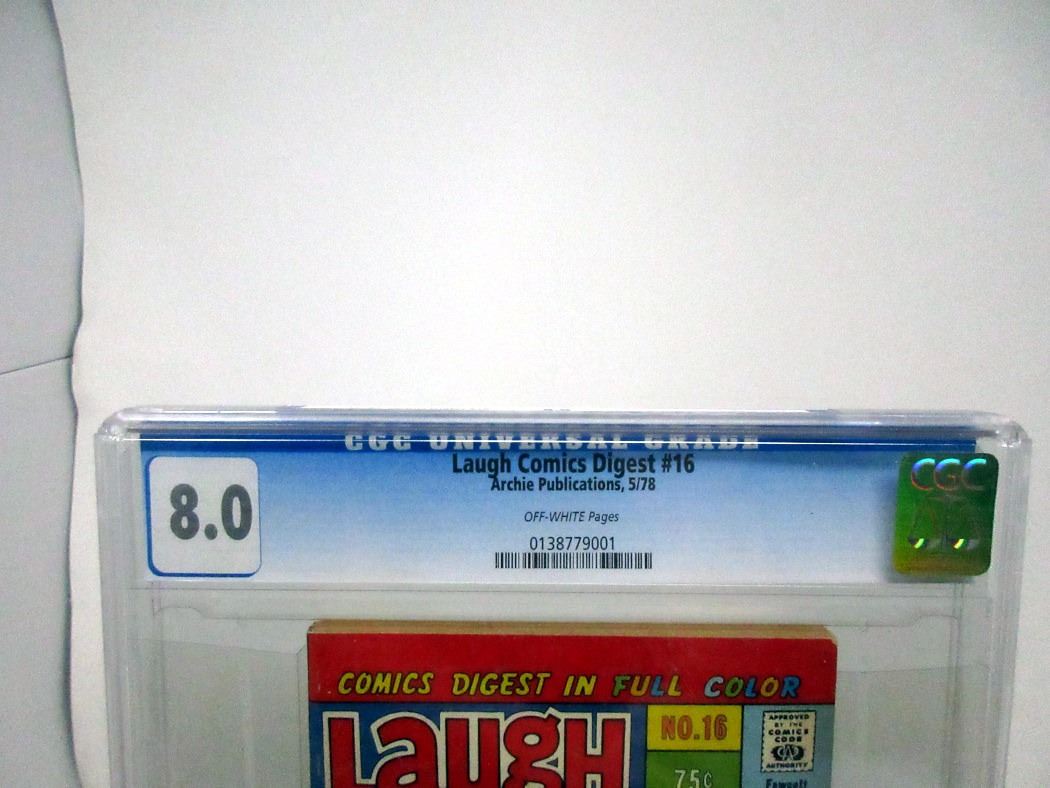 CGC UNIVERSAL GRADE
Laugh Comics Digest #16
Archie Publications, 5/78
8.0
CGC
OFF-WHITE Pages
0138779001
COMICS DIGEST IN FULL COLOR
LAUGH
NO.16
75¢
APPROVED
BY THE
COMICS
CODE
AUTHORITY
Fawcett